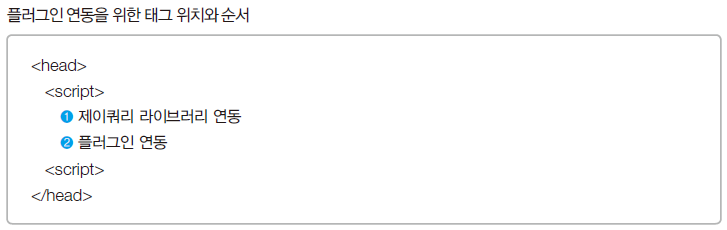 플러그인 연동을 위한 태그 위치와 순서
<head>
<script>
❶ 제이쿼리 라이브러리 연동
❷ 플러그인 연동
<script>
</head>